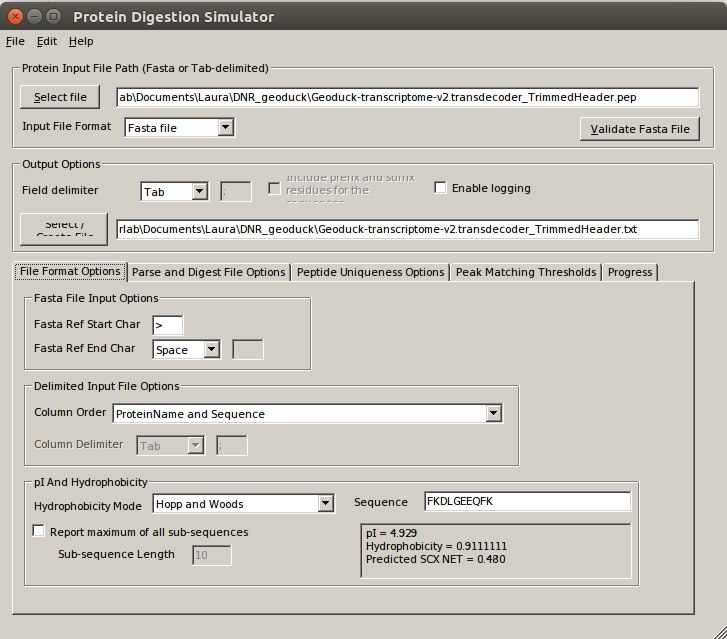 Protein Digestion Simulator
File Edit Help
Protein Input File Path (Fasta or Tab-delimited)
Select file
ab\Documents\Laura\DNR_geoduck\Geoduck-transcriptome-v2.transdecoder_TrimmedHeader.pep
Input File Format
Fasta file
Validate Fasta File
Output Options
Field delimiter
Tab
;
Include prefix and suffix
residues for the
Enable logging
Select /
Create File
rlab\Documents\Laura\DNR_geoduck\Geoduck-transcriptome-v2.transdecoder_TrimmedHeader.txt
File Format Options Parse and Digest File Options Peptide Uniqueness Options Peak Matching Thresholds Progress
Fasta File Input Options
Fasta Ref Start Char
>
Fasta Ref End Char
Space
Delimited Input File Options
Column Order
ProteinName and Sequence
Column Delimiter
Tab
;
pI And Hydrophobicity
Hydrophobicity Mode
Hopp and Woods
Sequence
FKDLGEEQFK
Report maximum of all sub-sequences
Sub-sequence Length
10
pI = 4.929
Hydrophobicity = 0.9111111
Predicted SCX NET = 0.480